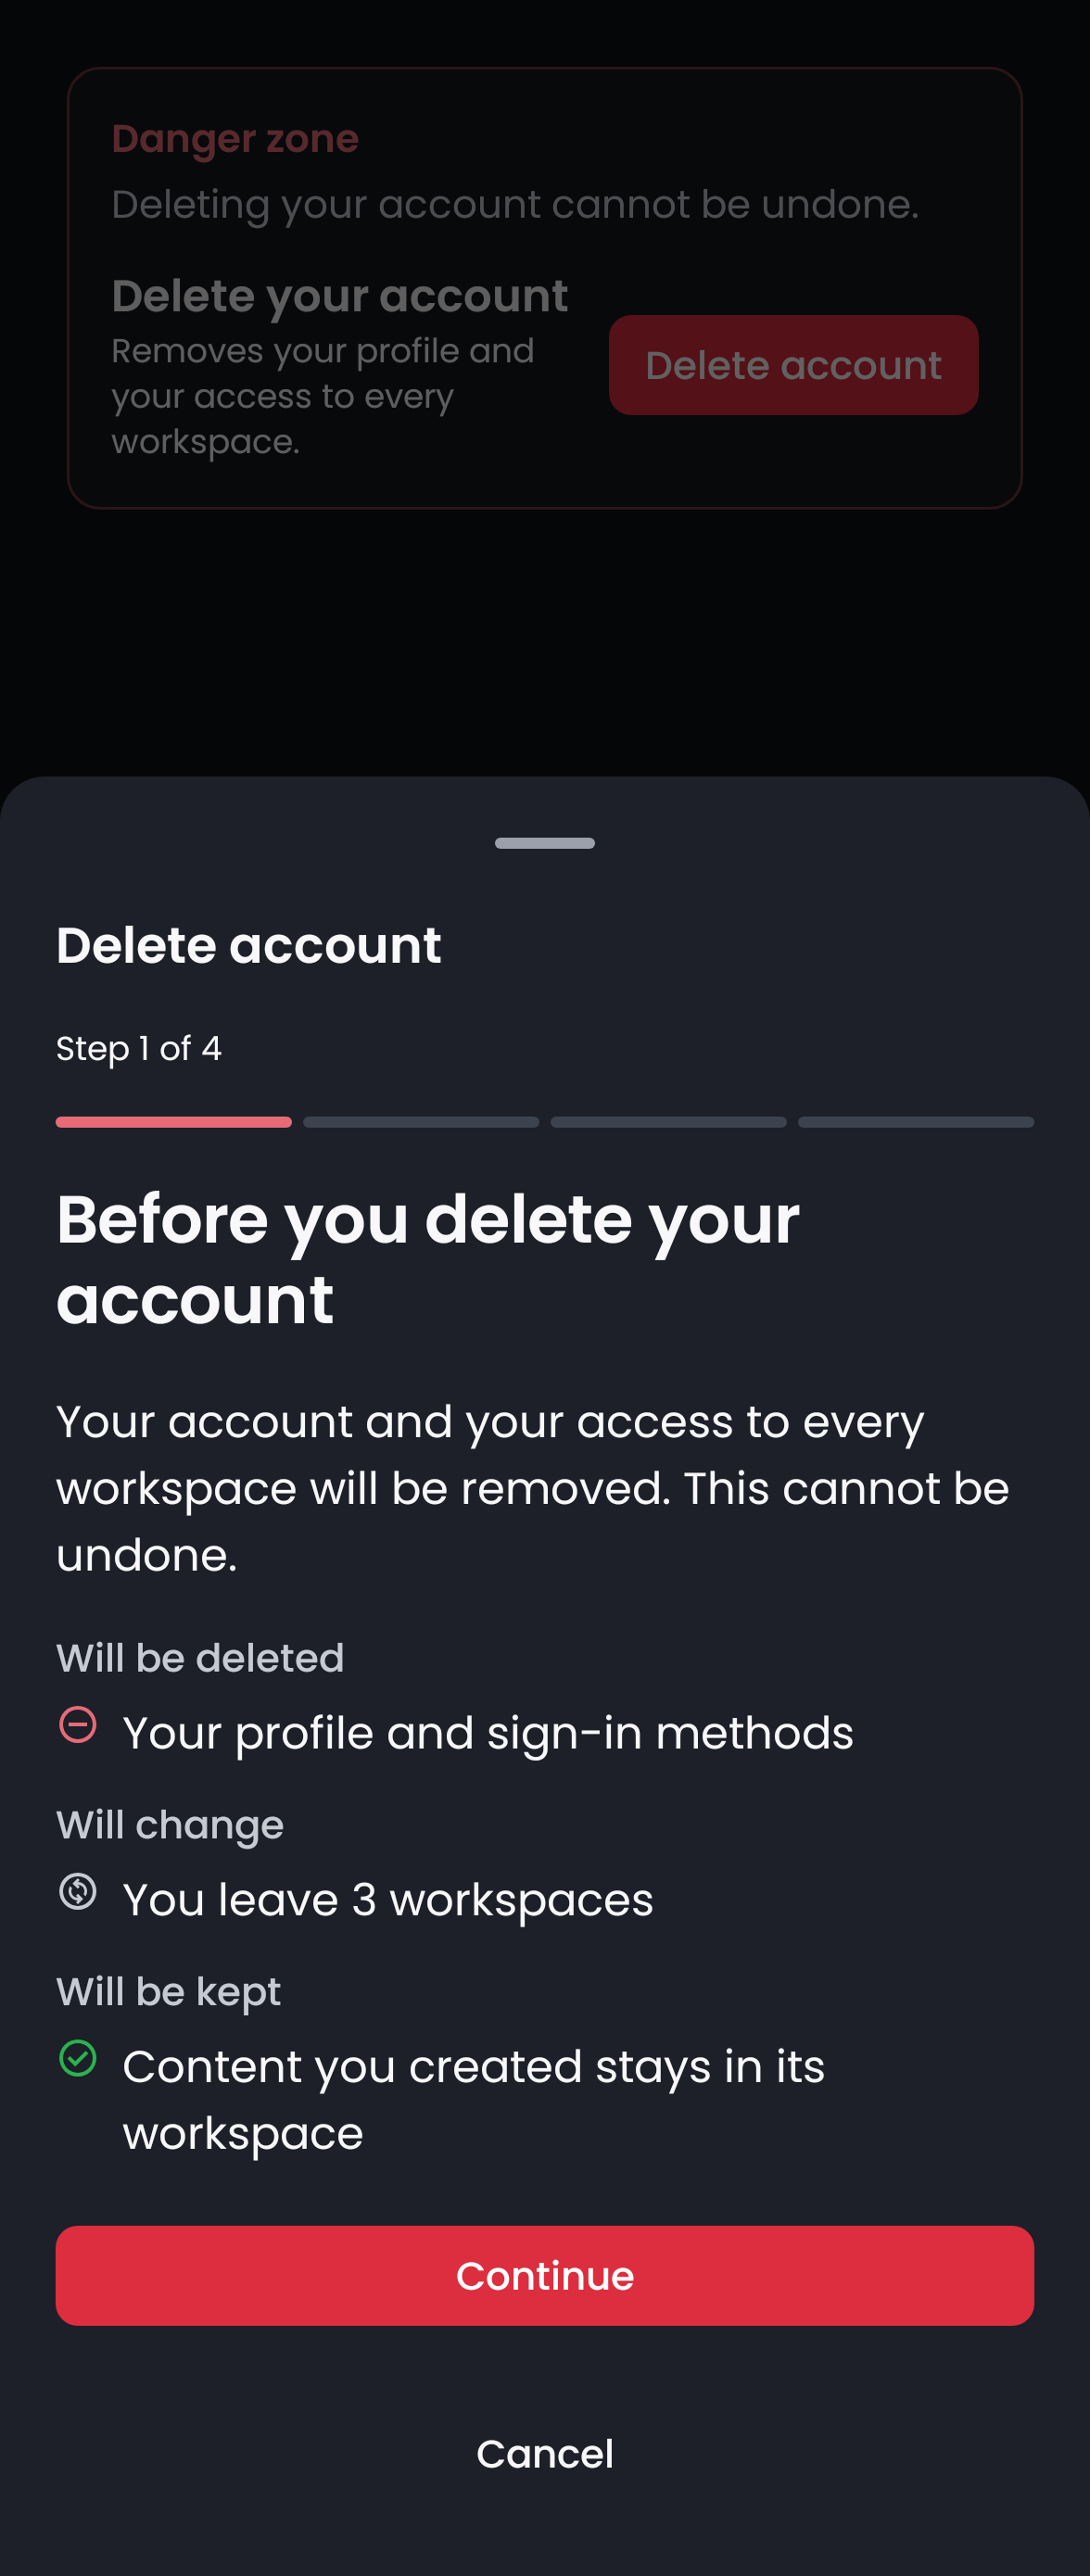 Danger zone
Deleting your account cannot be undone.
Delete your account
Removes your profile and
your access to every
workspace.
Delete account
Delete account
Step 1 of 4
Before you delete your
account
Your account and your access to every
workspace will be removed. This cannot be
undone.
Will be deleted
Your profile and sign-in methods
Will change
You leave 3 workspaces
Will be kept
Content you created stays in its
workspace
Continue
Cancel